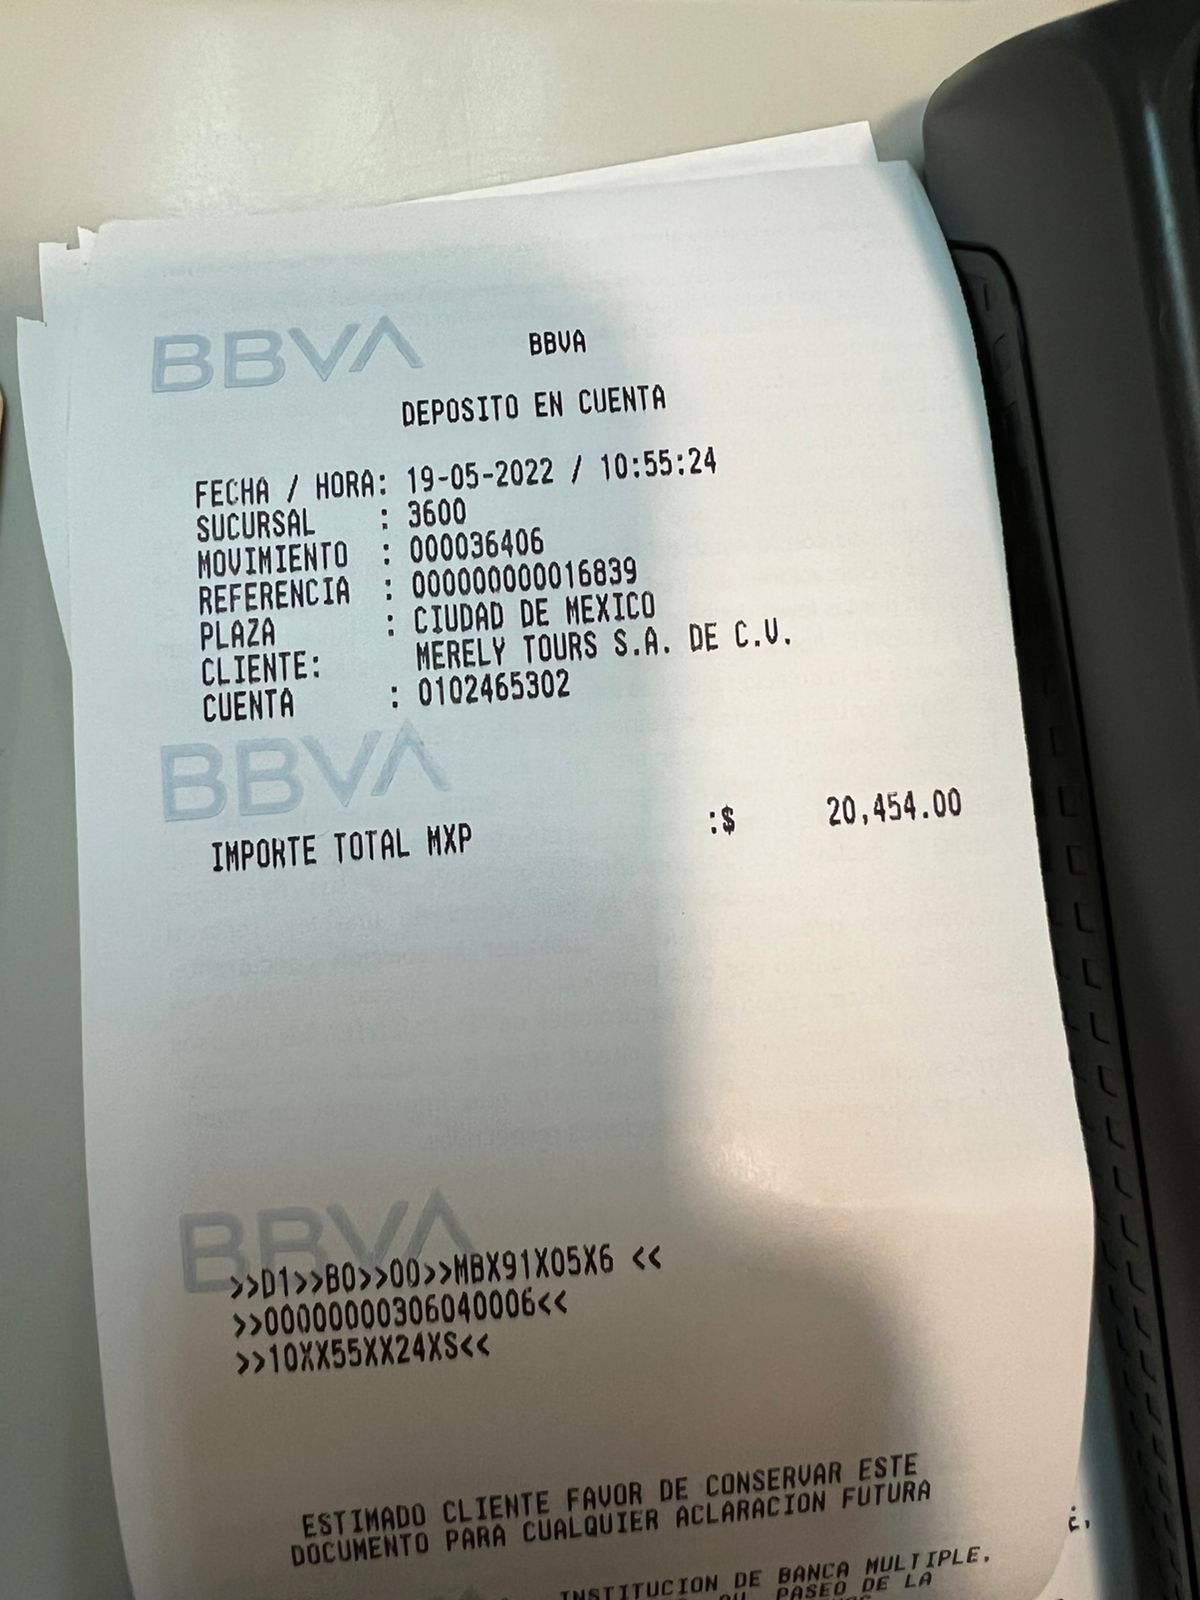 BBVA
BBVA
DEPOSITO EN CUENTA
FECHA / HORA: 19-05-2022 / 10:55:24
SUCURSAL : 3600
MOVIMIENTO : 000036406
REFERENCIA : 000000000016839
PLAZA : CIUDAD DE MEXICO
CLIENTE: MERELY TOURS S.A. DE C.V.
CUENTA : 0102465302
BBVA
IMPORTE TOTAL MXP :$ 20,454.00
BBVA
>>D1>>B0>>00>>MBX91X05X6 <<
>>00000000306040006<<
>>10XX55XX24XS<<
ESTIMADO CLIENTE FAVOR DE CONSERVAR ESTE
DOCUMENTO PARA CUALQUIER ACLARACION FUTURA
INSTITUCION DE BANCA MULTIPLE,
PASEO DE LA